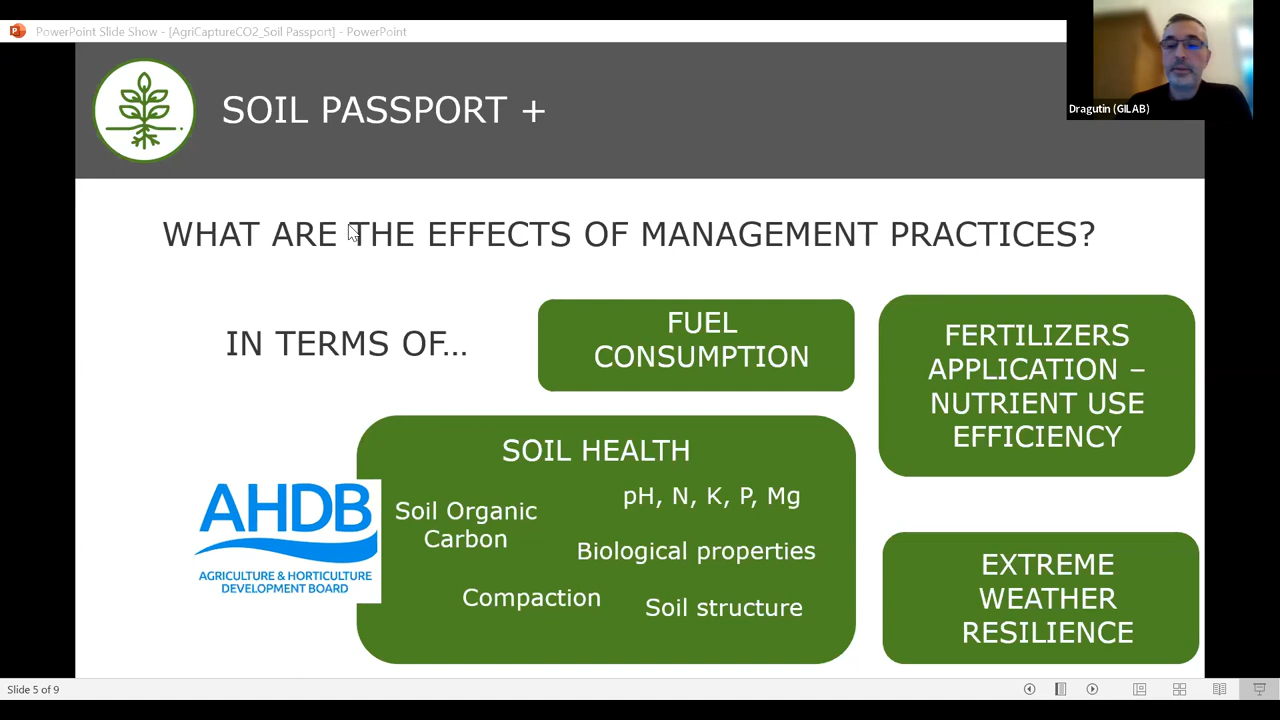 PowerPoint Slide Show - [AgriCaptureCO2_Soil Passport] - PowerPoint
Dragutin (GILAB)
SOIL PASSPORT +
WHAT ARE THE EFFECTS OF MANAGEMENT PRACTICES?
IN TERMS OF...
FUEL
CONSUMPTION
FERTILIZERS
APPLICATION –
NUTRIENT USE
EFFICIENCY
SOIL HEALTH
pH, N, K, P, Mg
Soil Organic
Carbon
Biological properties
Compaction
Soil structure
AHDB
AGRICULTURE & HORTICULTURE
DEVELOPMENT BOARD
EXTREME
WEATHER
RESILIENCE
Slide 5 of 9